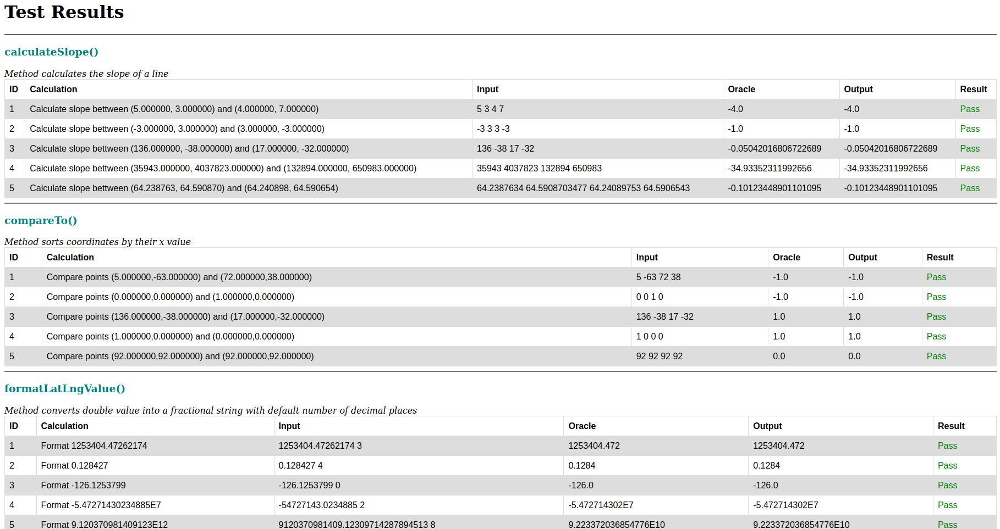 Test Results
calculateSlope()
Method calculates the slope of a line
ID Calculation Input Oracle Output Result
1 Calculate slope bettween (5.000000, 3.000000) and (4.000000, 7.000000) 5 3 4 7 -4.0 -4.0 Pass
2 Calculate slope bettween (-3.000000, 3.000000) and (3.000000, -3.000000) -3 3 3 -3 -1.0 -1.0 Pass
3 Calculate slope bettween (136.000000, -38.000000) and (17.000000, -32.000000) 136 -38 17 -32 -0.05042016806722689 -0.05042016806722689 Pass
4 Calculate slope bettween (35943.000000, 4037823.000000) and (132894.000000, 650983.000000) 35943 4037823 132894 650983 -34.93352311992656 -34.93352311992656 Pass
5 Calculate slope bettween (64.238763, 64.590870) and (64.240898, 64.590654) 64.2387634 64.5908703477 64.24089753 64.5906543 -0.10123448901101095 -0.10123448901101095 Pass
compareTo()
Method sorts coordinates by their x value
ID Calculation Input Oracle Output Result
1 Compare points (5.000000,-63.000000) and (72.000000,38.000000) 5 -63 72 38 -1.0 -1.0 Pass
2 Compare points (0.000000,0.000000) and (1.000000,0.000000) 0 0 1 0 -1.0 -1.0 Pass
3 Compare points (136.000000,-38.000000) and (17.000000,-32.000000) 136 -38 17 -32 1.0 1.0 Pass
4 Compare points (1.000000,0.000000) and (0.000000,0.000000) 1 0 0 0 1.0 1.0 Pass
5 Compare points (92.000000,92.000000) and (92.000000,92.000000) 92 92 92 92 0.0 0.0 Pass
formatLatLngValue()
Method converts double value into a fractional string with default number of decimal places
ID Calculation Input Oracle Output Result
1 Format 1253404.47262174 1253404.47262174 3 1253404.472 1253404.472 Pass
2 Format 0.128427 0.128427 4 0.1284 0.1284 Pass
3 Format -126.1253799 -126.1253799 0 -126.0 -126.0 Pass
4 Format -5.47271430234885E7 -54727143.0234885 2 -5.472714302E7 -5.472714302E7 Pass
5 Format 9.120370981409123E12 9120370981409.12309714287894513 8 9.223372036854776E10 9.223372036854776E10 Pass